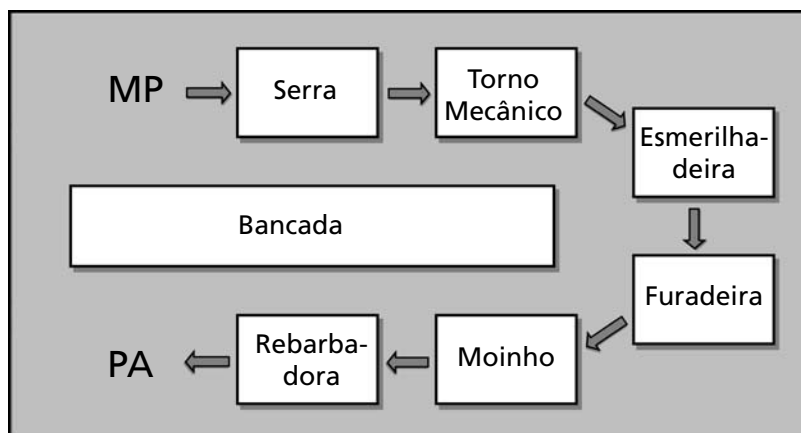 MP
Serra
Torno
Mecânico
Esmerilha-
deira
Bancada
Furadeira
Moinho
Rebarba-
dora
PA